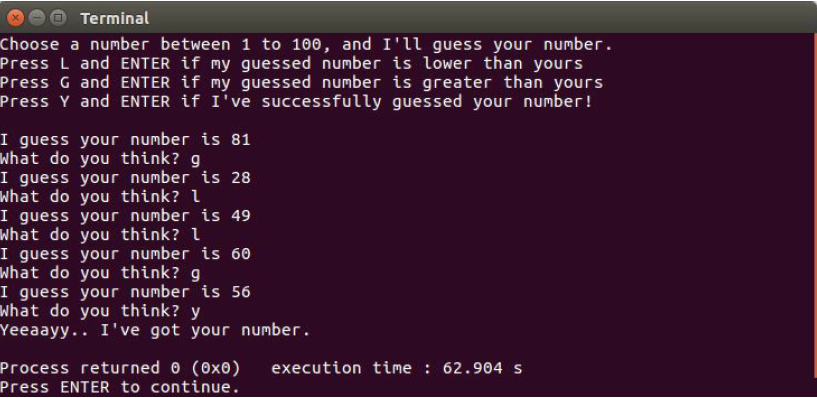 Terminal
Choose a number between 1 to 100, and I'll guess your number.
Press L and ENTER if my guessed number is lower than yours
Press G and ENTER if my guessed number is greater than yours
Press Y and ENTER if I've successfully guessed your number!
I guess your number is 81
What do you think? g
I guess your number is 28
What do you think? l
I guess your number is 49
What do you think? l
I guess your number is 60
What do you think? g
I guess your number is 56
What do you think? y
Yeeaayy.. I've got your number.
Process returned 0 (0x0)   execution time : 62.904 s
Press ENTER to continue.